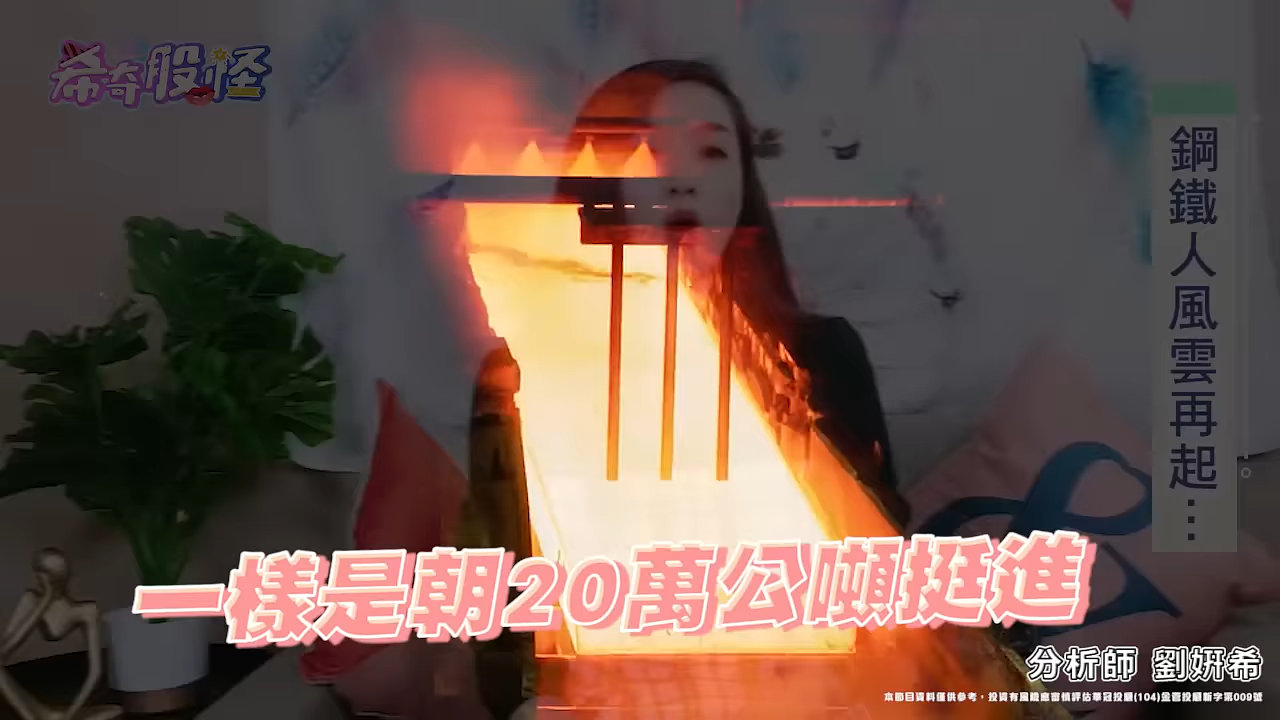 希奇股怪
鋼鐵人風雲再起…
一樣是朝20萬公噸挺進
分析師 劉妍希
本節目資料僅供參考，投資有風險應審慎評估華冠投顧(104)金管投顧新字第009號